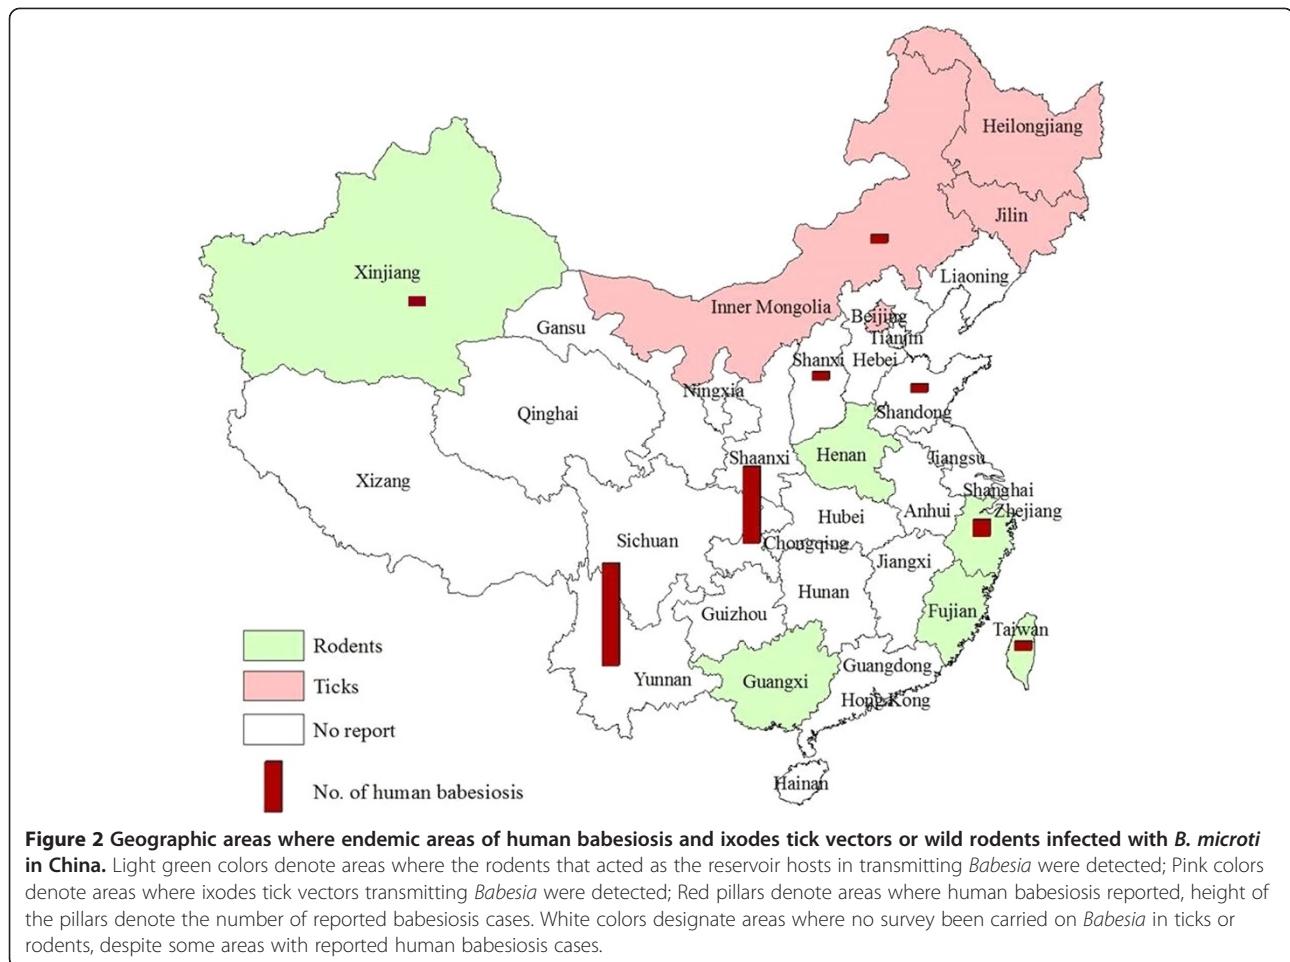 Heilongjiang
Jilin
Liaoning
Xinjiang
Inner Mongolia
Gansu
Beijing
Tianjin
Shanxi Hebei
Ningxia
Qinghai
Shandong
Shaanxi
Henan
Jiangsu
Xizang
Shanghai
Zhejiang
Anhui
Hubei
Sichuan
Chongqing
Jiangxi
Hunan
Guizhou
Fujian
Taiwan
Guangdong
Yunnan
Guangxi
Hong Kong
Hainan
Rodents
Ticks
No report
No. of human babesiosis
Figure 2 Geographic areas where endemic areas of human babesiosis and ixodes tick vectors or wild rodents infected with B. microti
in China. Light green colors denote areas where the rodents that acted as the reservoir hosts in transmitting Babesia were detected; Pink colors
denote areas where ixodes tick vectors transmitting Babesia were detected; Red pillars denote areas where human babesiosis reported, height of
the pillars denote the number of reported babesiosis cases. White colors designate areas where no survey been carried on Babesia in ticks or
rodents, despite some areas with reported human babesiosis cases.